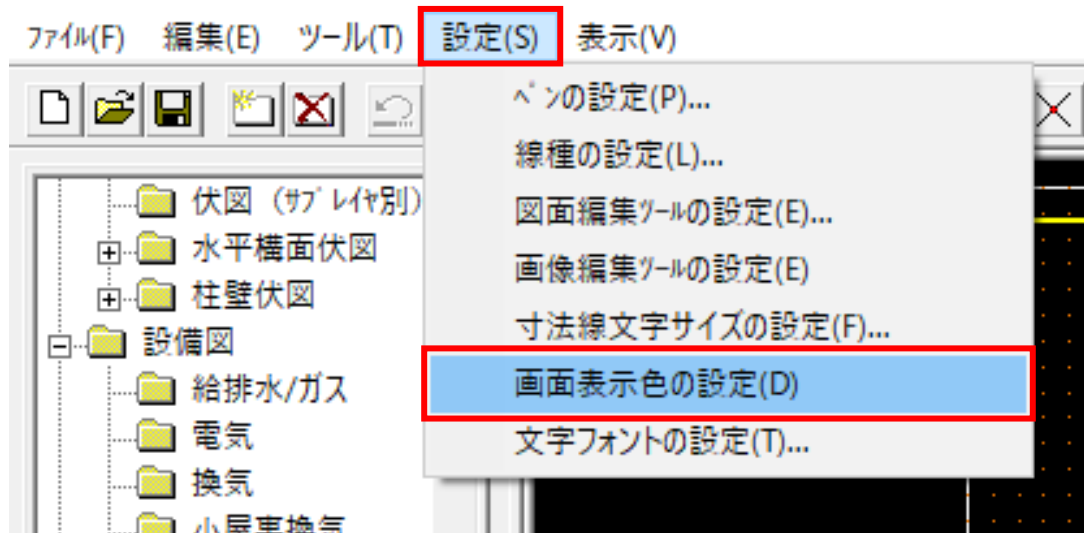 ﾌｧｲﾙ(F) 編集(E) ツール(T) 設定(S) 表示(V)
ﾍﾟﾝの設定(P)...
線種の設定(L)...
図面編集ﾂｰﾙの設定(E)...
画像編集ﾂｰﾙの設定(E)
寸法線文字サイズの設定(F)...
画面表示色の設定(D)
文字フォントの設定(T)...
伏図（ｻﾌﾞﾚｲﾔ別）
水平構面伏図
柱壁伏図
設備図
給排水/ガス
電気
換気
小屋裏換気